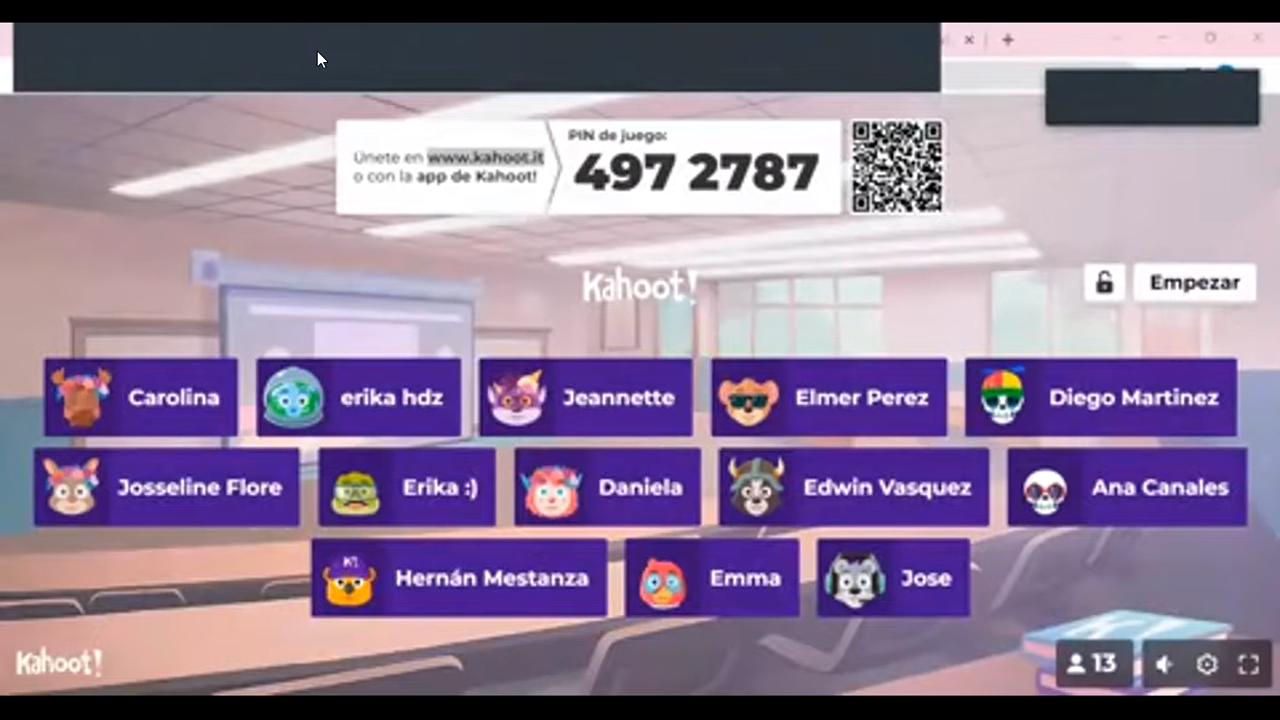 Únete en www.kahoot.it
o con la app de Kahoot!
PIN de juego:
497 2787
Kahoot!
Empezar
Carolina
erika hdz
Jeannette
Elmer Perez
Diego Martinez
Josseline Flore
Erika :)
Daniela
Edwin Vasquez
Ana Canales
Hernán Mestanza
Emma
Jose
Kahoot!
13